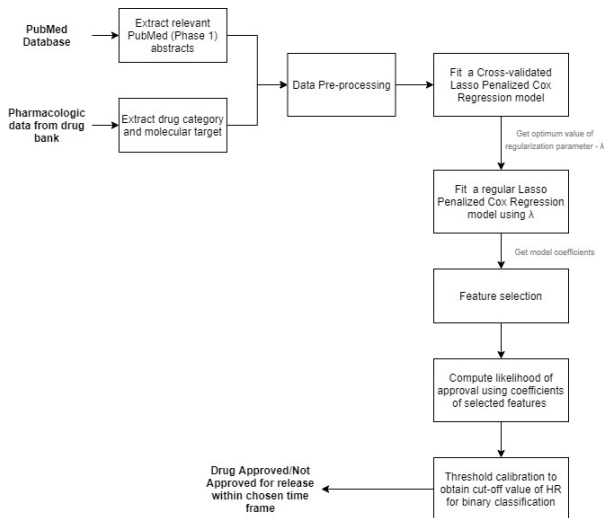 PubMed
Database
Extract relevant
PubMed (Phase 1)
abstracts
Pharmacologic
data from drug
bank
Extract drug category
and molecular target
Data Pre-processing
Fit a Cross-validated
Lasso Penalized Cox
Regression model
Get optimum value of
regularization parameter - λ
Fit a regular Lasso
Penalized Cox Regression
model using λ
Get model coefficients
Feature selection
Compute likelihood of
approval using coefficients
of selected features
Threshold calibration to
obtain cut-off value of HR
for binary classification
Drug Approved/Not
Approved for release
within chosen time
frame